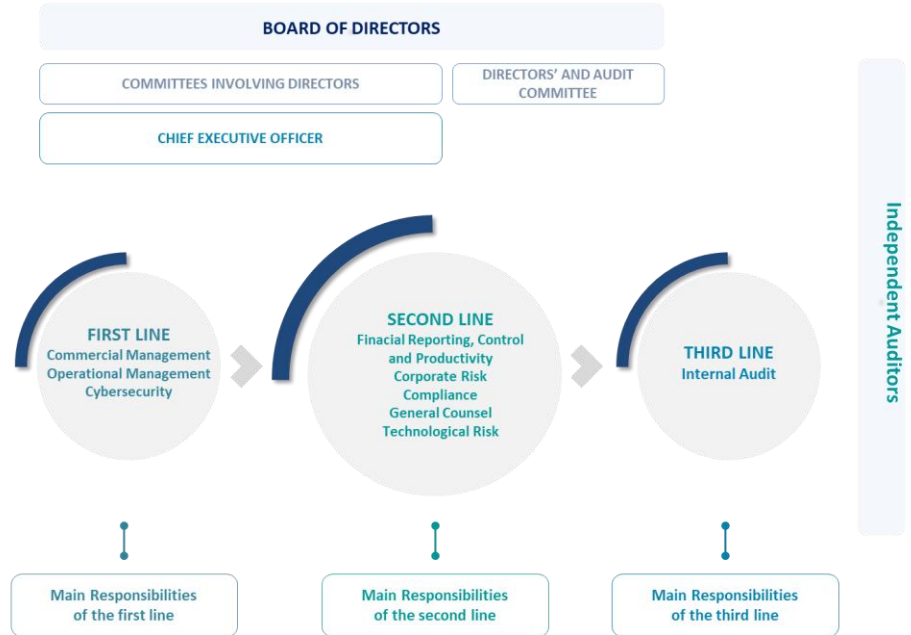 BOARD OF DIRECTORS
COMMITTEES INVOLVING DIRECTORS
DIRECTORS' AND AUDIT
COMMITTEE
CHIEF EXECUTIVE OFFICER
Independent Auditors
FIRST LINE
Commercial Management
Operational Management
Cybersecurity
SECOND LINE
Finacial Reporting, Control
and Productivity
Corporate Risk
Compliance
General Counsel
Technological Risk
THIRD LINE
Internal Audit
Main Responsibilities
of the first line
Main Responsibilities
of the second line
Main Responsibilities
of the third line